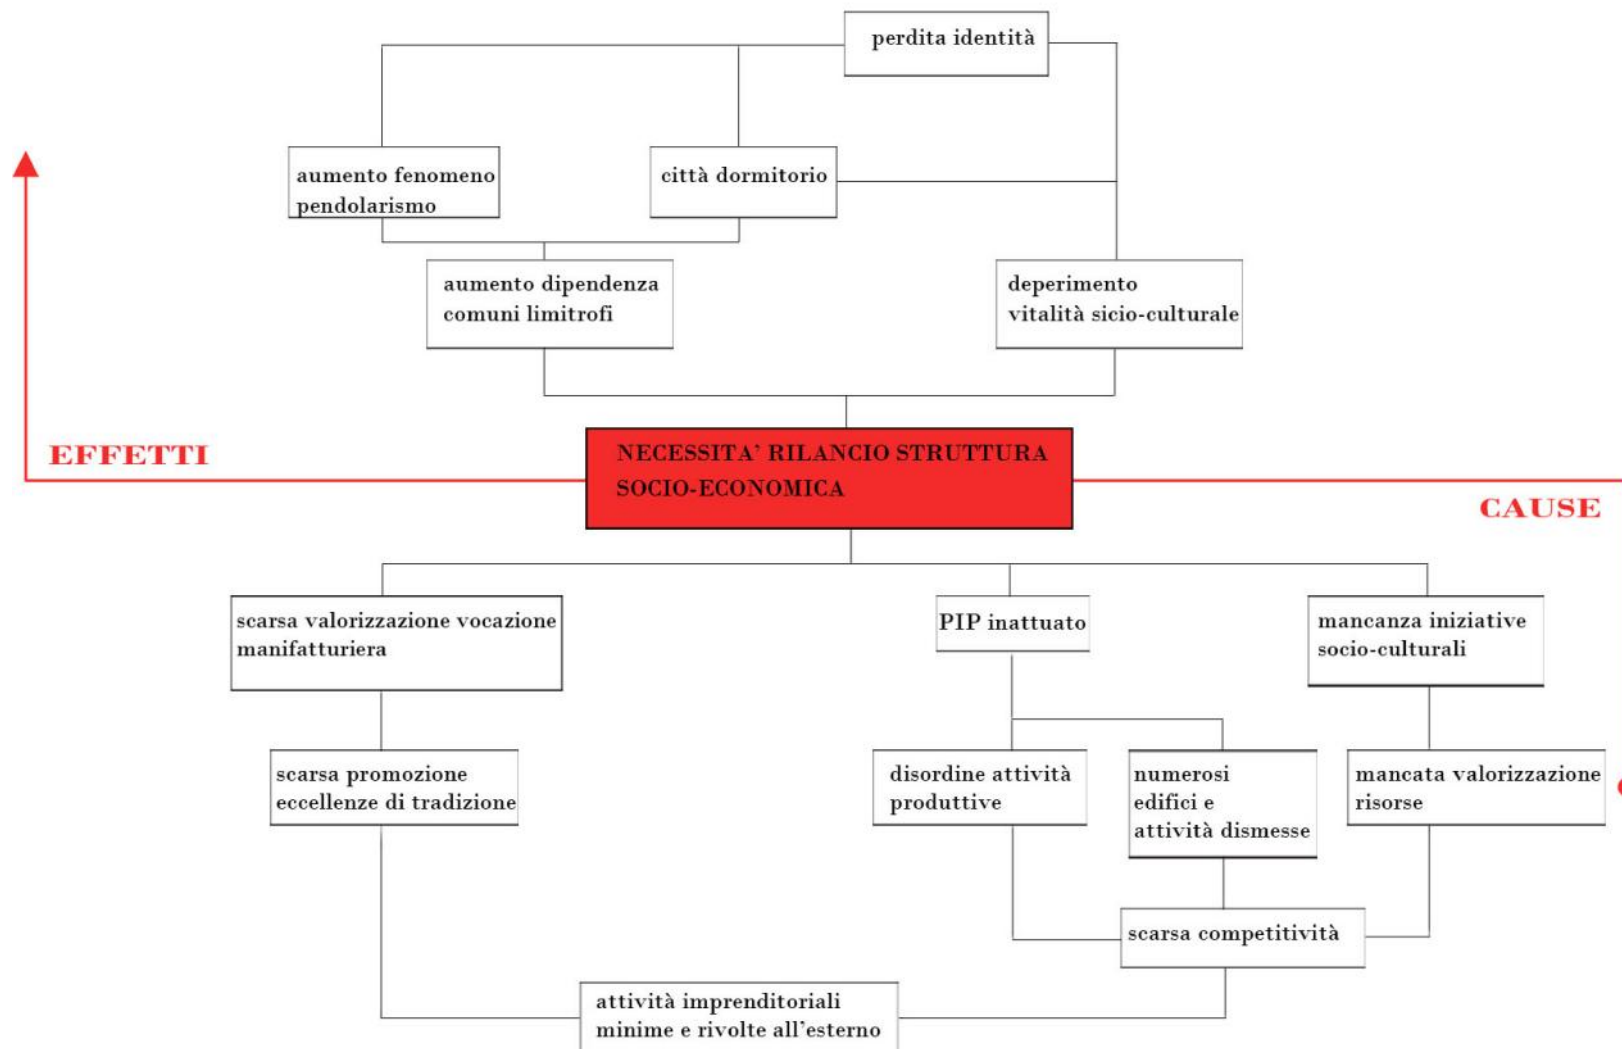 perdita identità
aumento fenomeno
pendolarismo
città dormitorio
aumento dipendenza
comuni limitrofi
deperimento
vitalità sicio-culturale
EFFETTI
NECESSITA’ RILANCIO STRUTTURA
SOCIO-ECONOMICA
CAUSE
scarsa valorizzazione vocazione
manifatturiera
PIP inattuato
mancanza iniziative
socio-culturali
scarsa promozione
eccellenze di tradizione
disordine attività
produttive
numerosi
edifici e
attività dismesse
mancata valorizzazione
risorse
scarsa competitività
attività imprenditoriali
minime e rivolte all’esterno